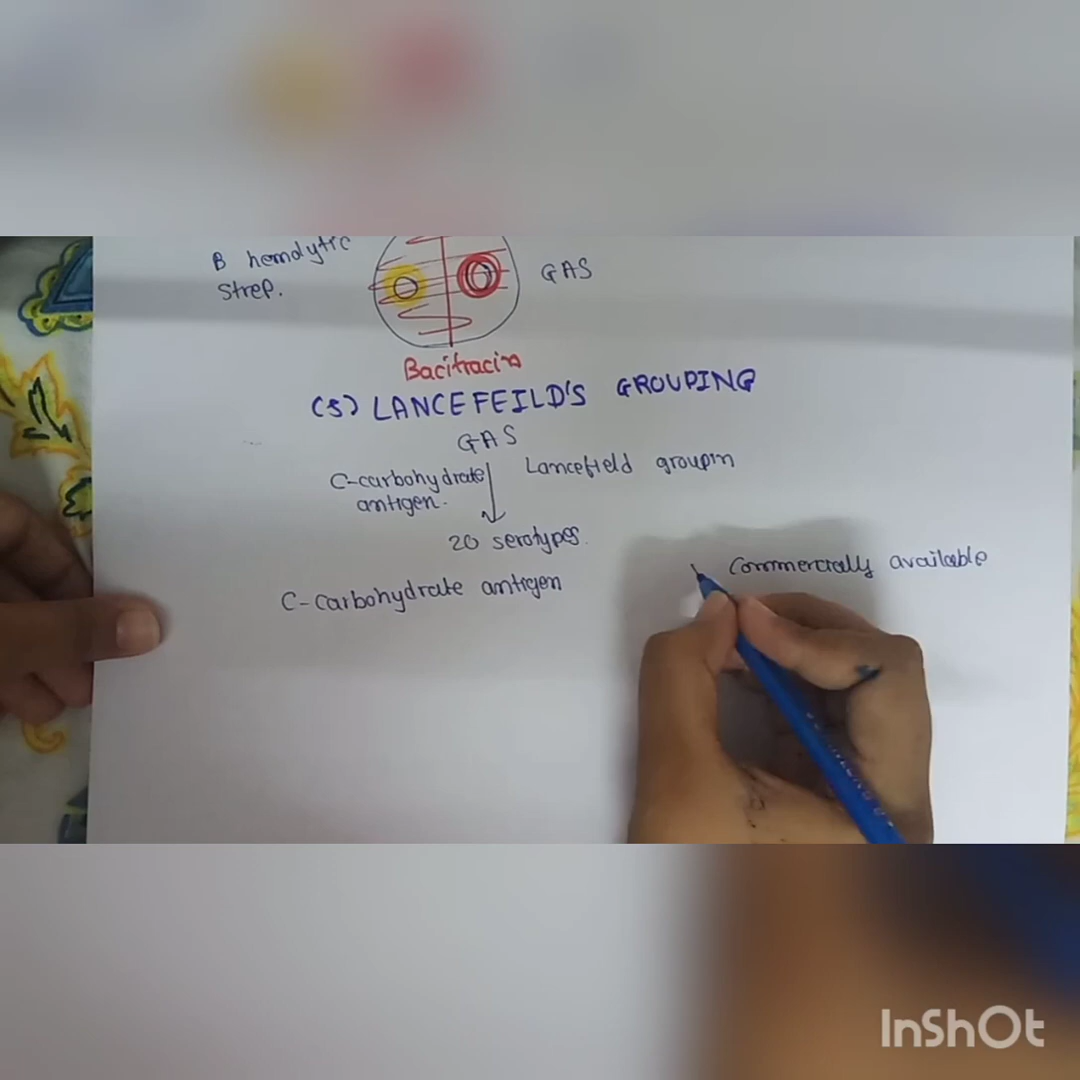 B hemolytic
Strep.
GAS
Bacitracin
(5) LANCEFEILD'S GROUPING
GAS
C-carbohydrate
antigen.
Lancefield groupin
20 serotypes.
Commercially available
C-carbohydrate antigen
InShOt